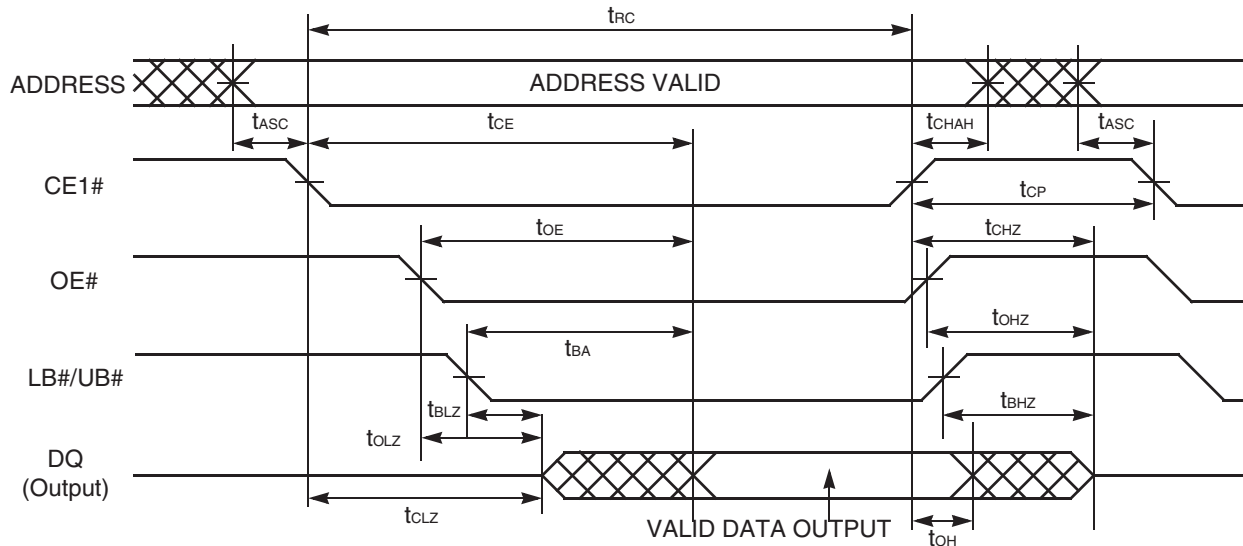 tRC
ADDRESS
ADDRESS VALID
tASC
tCE
tCHAH
tASC
CE1#
tCP
tOE
tCHZ
OE#
tOHZ
tBA
LB#/UB#
tBLZ
tBHZ
tOLZ
DQ
(Output)
tCLZ
VALID DATA OUTPUT
tOH